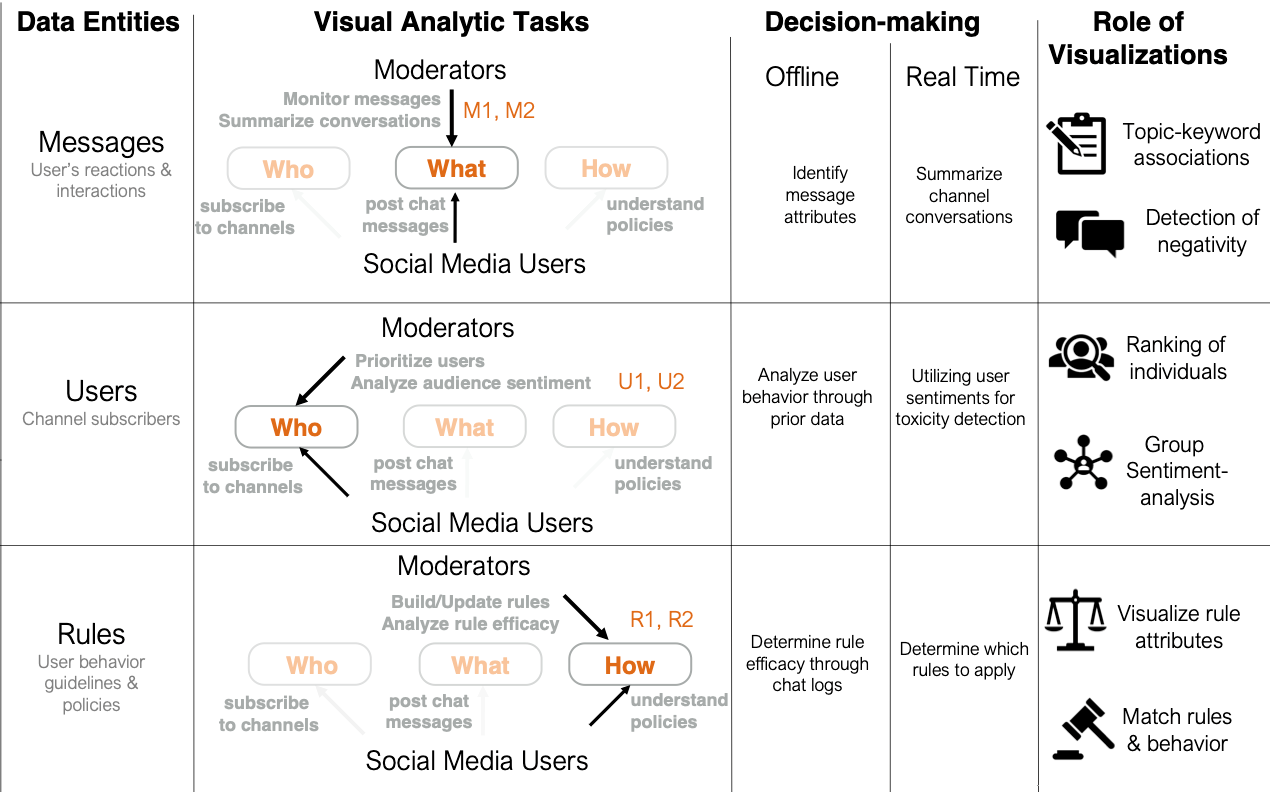 Data Entities
Visual Analytic Tasks
Decision-making
Role of
Visualizations
Offline
Real Time
Messages
User's reactions &
interactions
Moderators
Monitor messages
Summarize conversations
M1, M2
Who
What
How
subscribe
to channels
post chat
messages
understand
policies
Social Media Users
Identify
message
attributes
Summarize
channel
conversations
Topic-keyword
associations
Detection of
negativity
Users
Channel subscribers
Moderators
Prioritize users
Analyze audience sentiment
U1, U2
Who
What
How
subscribe
to channels
post chat
messages
understand
policies
Social Media Users
Analyze user
behavior through
prior data
Utilizing user
sentiments for
toxicity detection
Ranking of
individuals
Group
Sentiment-
analysis
Rules
User behavior
guidelines &
policies
Moderators
Build/Update rules
Analyze rule efficacy
R1, R2
Who
What
How
subscribe
to channels
post chat
messages
understand
policies
Social Media Users
Determine rule
efficacy through
chat logs
Determine which
rules to apply
Visualize rule
attributes
Match rules
& behavior